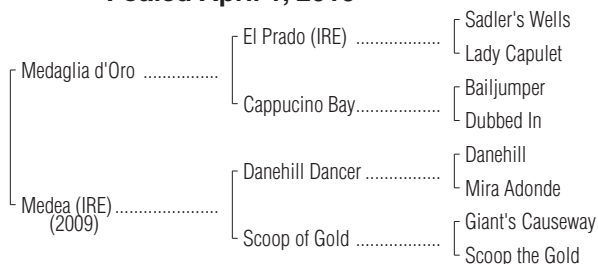 Foaled April 1,
Sadler's Wells
El Prado (IRE) ...................
Lady Capulet
Medaglia d'Oro ................
Bailjumper
Cappucino Bay...................
Dubbed In
Danehill
Danehill Dancer .................
Mira Adonde
Medea (IRE) .......................
(2009)
Giant's Causeway
Scoop of Gold ...................
Scoop the Gold